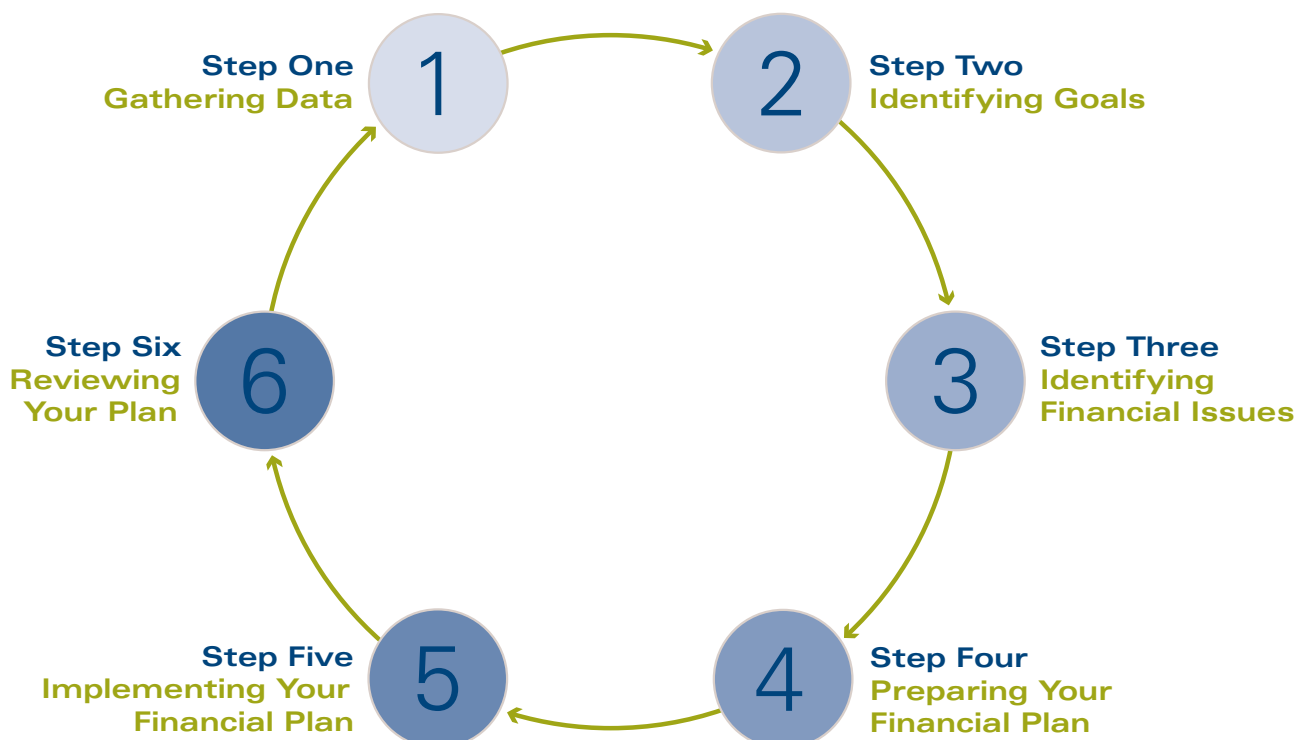 Step One
Gathering Data
1
2
Step Two
Identifying Goals
3
Step Three
Identifying
Financial Issues
4
Step Four
Preparing Your
Financial Plan
Step Five
Implementing Your
Financial Plan
5
Step Six
Reviewing
Your Plan
6